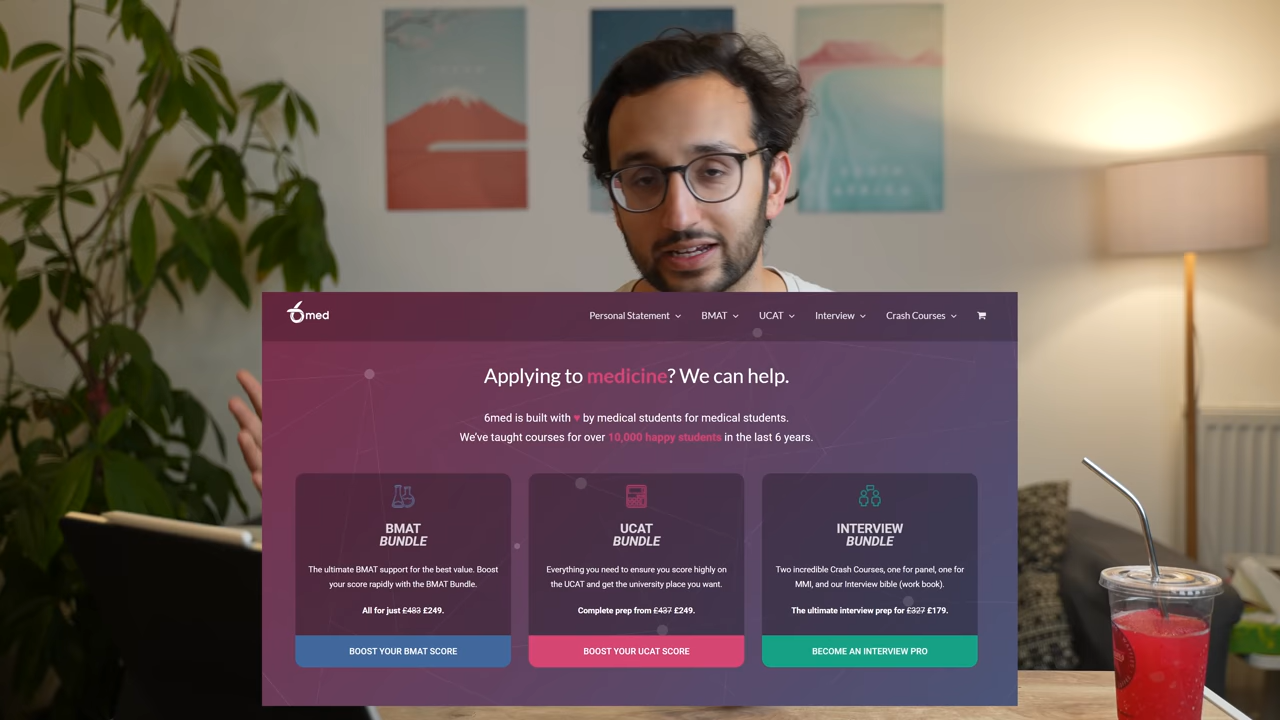 SOUTH
AFRICA
6med
Personal Statement
BMAT
UCAT
Interview
Crash Courses
Applying to medicine? We can help.
6med is built with ♥ by medical students for medical students.
We've taught courses for over 10,000 happy students in the last 6 years.
BMAT
BUNDLE
The ultimate BMAT support for the best value. Boost
your score rapidly with the BMAT Bundle.
All for just £483 £249.
BOOST YOUR BMAT SCORE
UCAT
BUNDLE
Everything you need to ensure you score highly on
the UCAT and get the university place you want.
Complete prep from £437 £249.
BOOST YOUR UCAT SCORE
INTERVIEW
BUNDLE
Two incredible Crash Courses, one for panel, one for
MMI, and our Interview bible (work book).
The ultimate interview prep for £327 £179.
BECOME AN INTERVIEW PRO